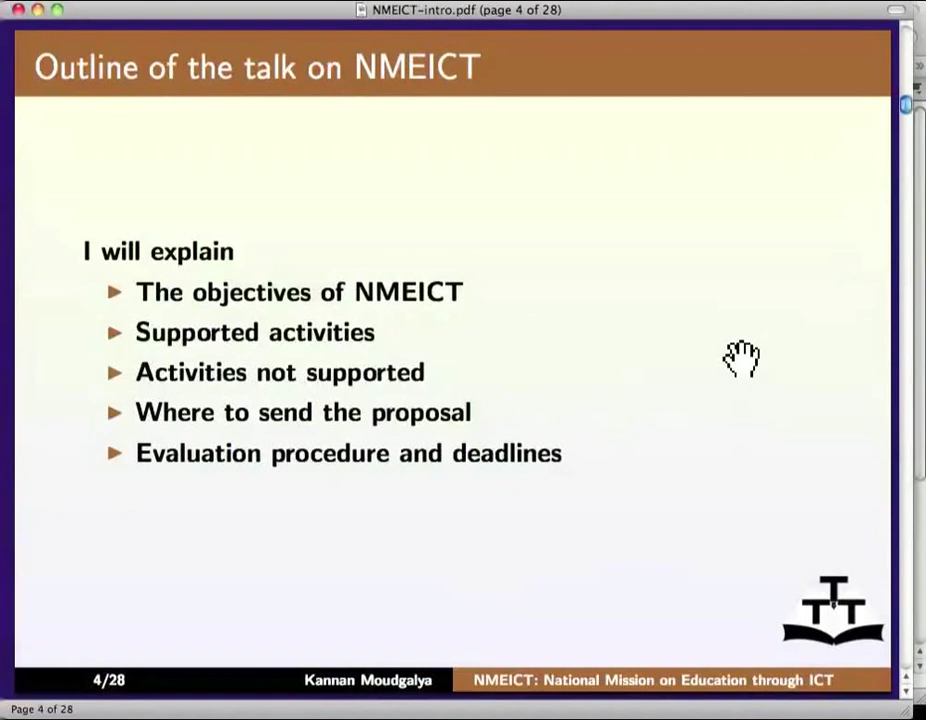 NMEICT-intro.pdf (page 4 of 28)
Outline of the talk on NMEICT
I will explain
The objectives of NMEICT
Supported activities
Activities not supported
Where to send the proposal
Evaluation procedure and deadlines
T
T T
4/28 Kannan Moudgalya NMEICT: National Mission on Education through ICT
Page 4 of 28